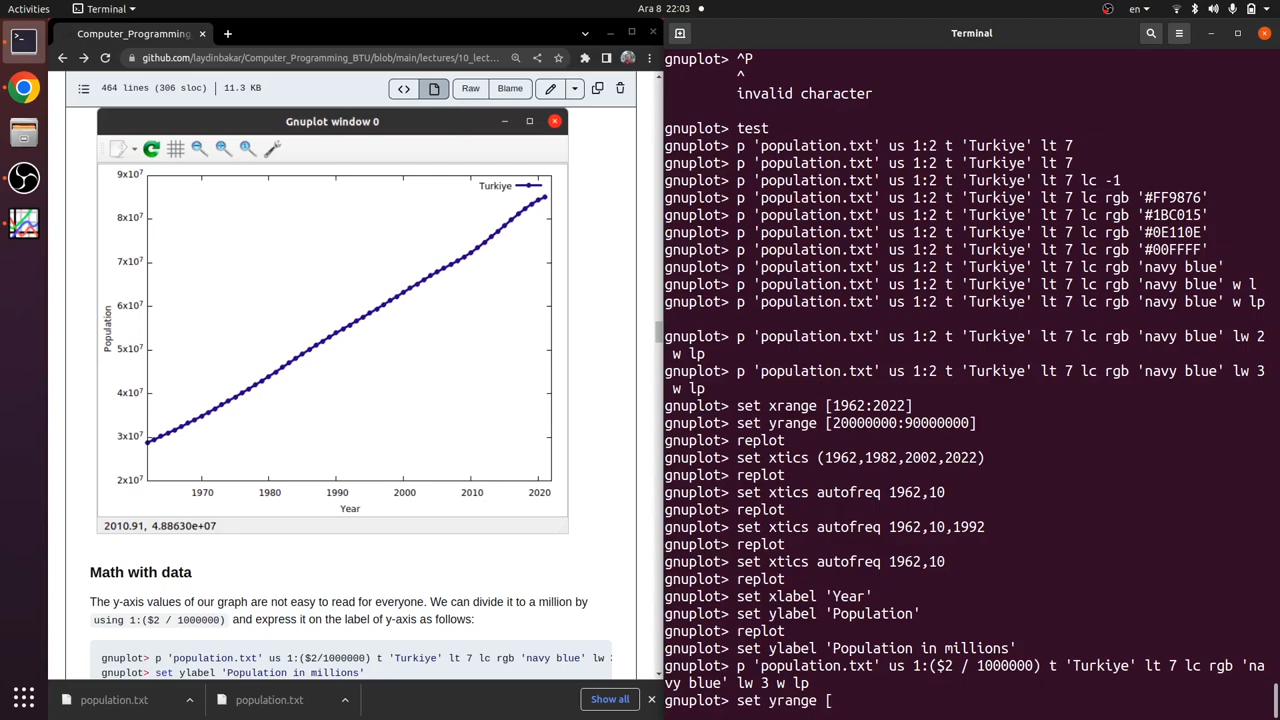 Activities
Terminal
Ara 8 22:03
en
Computer_Programming
github.com/laydinbakar/Computer_Programming_BTU/blob/main/lectures/10_lect...
464 lines (306 sloc)
11.3 KB
Raw
Blame
Gnuplot window 0
Turkiye
9x10⁷
8x10⁷
7x10⁷
6x10⁷
5x10⁷
4x10⁷
3x10⁷
2x10⁷
Population
1970 1980 1990 2000 2010 2020
Year
2010.91, 4.88630e+07
Math with data
The y-axis values of our graph are not easy to read for everyone. We can divide it to a million by
using 1:($2 / 1000000) and express it on the label of y-axis as follows:
gnuplot> p 'population.txt' us 1:($2/1000000) t 'Turkiye' lt 7 lc rgb 'navy blue' lw
gnuplot> set ylabel 'Population in millions'
population.txt
population.txt
Show all
Terminal
gnuplot> ^P
^
invalid character
gnuplot> test
gnuplot> p 'population.txt' us 1:2 t 'Turkiye' lt 7
gnuplot> p 'population.txt' us 1:2 t 'Turkiye' lt 7
gnuplot> p 'population.txt' us 1:2 t 'Turkiye' lt 7 lc -1
gnuplot> p 'population.txt' us 1:2 t 'Turkiye' lt 7 lc rgb '#FF9876'
gnuplot> p 'population.txt' us 1:2 t 'Turkiye' lt 7 lc rgb '#1BC015'
gnuplot> p 'population.txt' us 1:2 t 'Turkiye' lt 7 lc rgb '#0E110E'
gnuplot> p 'population.txt' us 1:2 t 'Turkiye' lt 7 lc rgb '#00FFFF'
gnuplot> p 'population.txt' us 1:2 t 'Turkiye' lt 7 lc rgb 'navy blue'
gnuplot> p 'population.txt' us 1:2 t 'Turkiye' lt 7 lc rgb 'navy blue' w l
gnuplot> p 'population.txt' us 1:2 t 'Turkiye' lt 7 lc rgb 'navy blue' w lp
gnuplot> p 'population.txt' us 1:2 t 'Turkiye' lt 7 lc rgb 'navy blue' lw 2
w lp
gnuplot> p 'population.txt' us 1:2 t 'Turkiye' lt 7 lc rgb 'navy blue' lw 3
w lp
gnuplot> set xrange [1962:2022]
gnuplot> set yrange [20000000:90000000]
gnuplot> replot
gnuplot> set xtics (1962,1982,2002,2022)
gnuplot> replot
gnuplot> set xtics autofreq 1962,10
gnuplot> replot
gnuplot> set xtics autofreq 1962,10,1992
gnuplot> replot
gnuplot> set xtics autofreq 1962,10
gnuplot> replot
gnuplot> set xlabel 'Year'
gnuplot> set ylabel 'Population'
gnuplot> replot
gnuplot> set ylabel 'Population in millions'
gnuplot> p 'population.txt' us 1:($2 / 1000000) t 'Turkiye' lt 7 lc rgb 'na
vy blue' lw 3 w lp
gnuplot> set yrange [